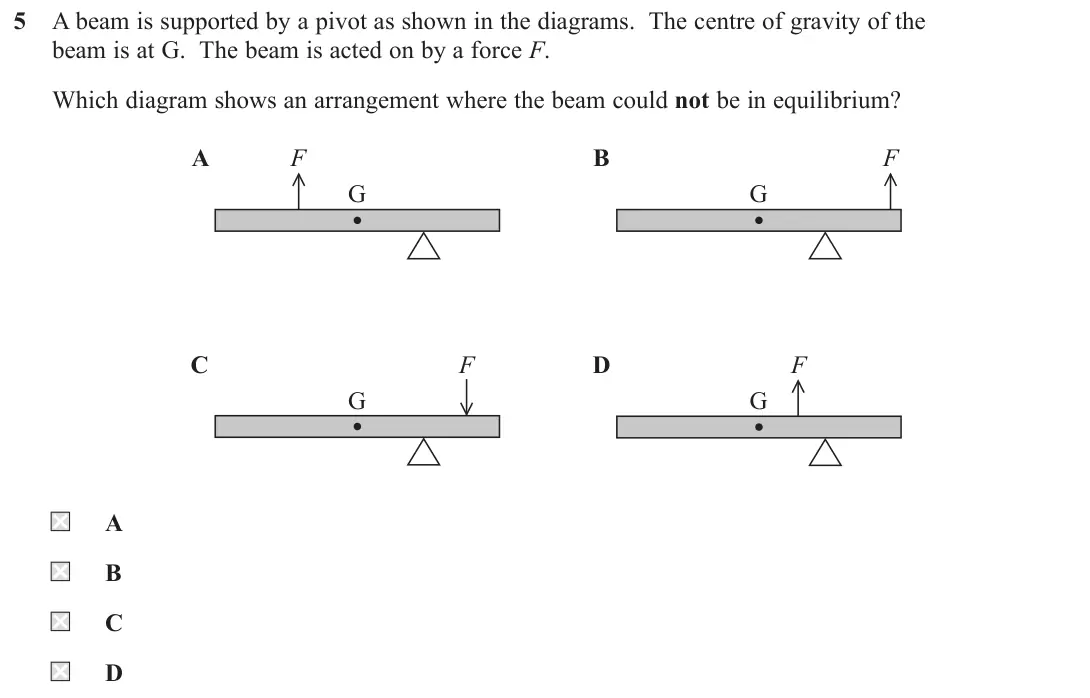 5 A beam is supported by a pivot as shown in the diagrams. The centre of gravity of the
beam is at G. The beam is acted on by a force F.
Which diagram shows an arrangement where the beam could not be in equilibrium?
A F
G
B F
G
C F
G
D F
G
A
B
C
D